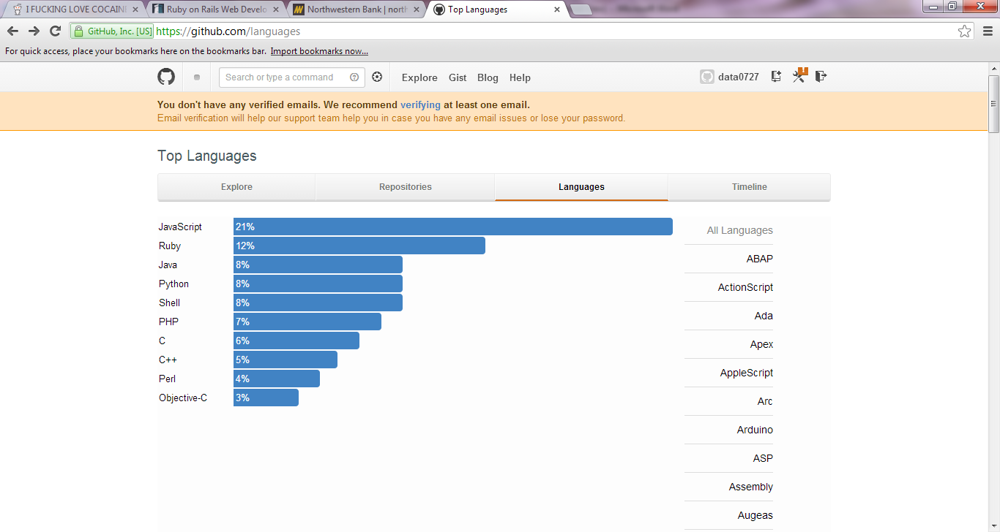 I FUCKING LOVE COCAINE
Ruby on Rails Web Develo
Northwestern Bank | north
Top Languages
GitHub, Inc. [US]
https://github.com/languages
For quick access, place your bookmarks here on the bookmarks bar. Import bookmarks now...
Search or type a command
Explore Gist Blog Help
data0727
You don't have any verified emails. We recommend verifying at least one email.
Email verification will help our support team help you in case you have any email issues or lose your password.
Top Languages
Explore Repositories Languages Timeline
JavaScript 21%
Ruby 12%
Java 8%
Python 8%
Shell 8%
PHP 7%
C 6%
C++ 5%
Perl 4%
Objective-C 3%
All Languages
ABAP
ActionScript
Ada
Apex
AppleScript
Arc
Arduino
ASP
Assembly
Augeas